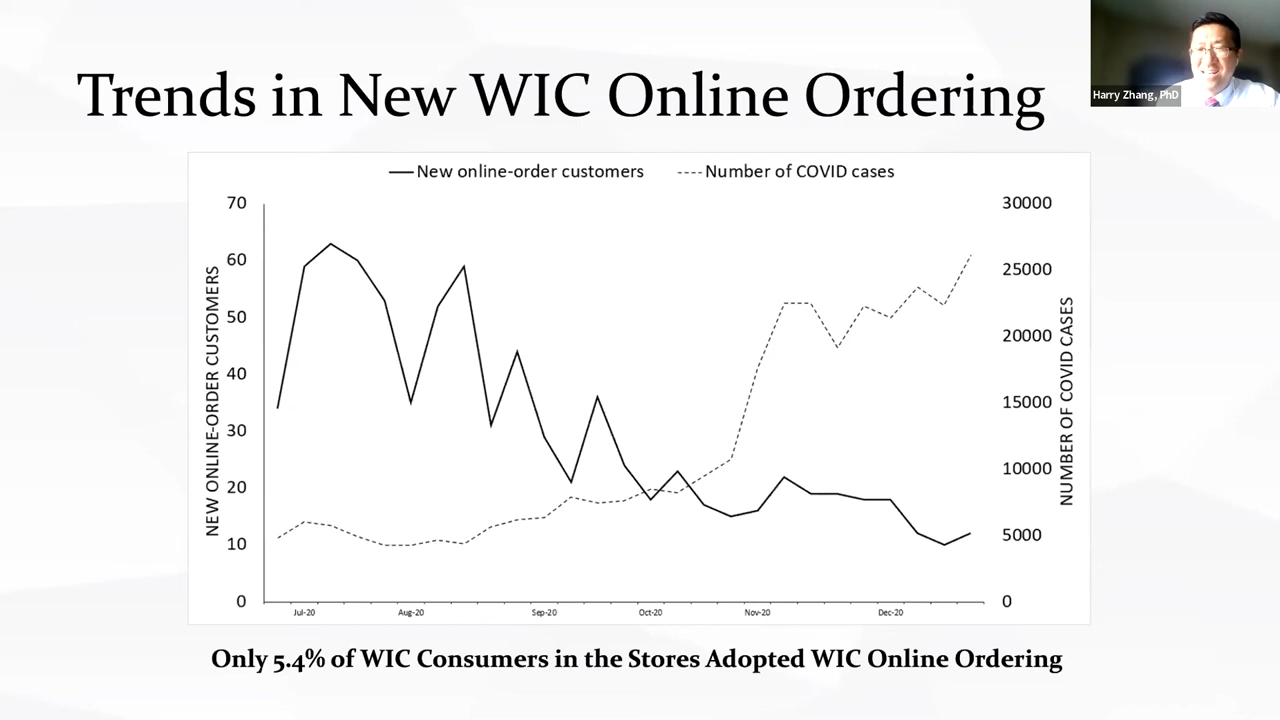 Trends in New WIC Online Ordering
Harry Zhang, PhD
New online-order customers
Number of COVID cases
70
60
50
40
30
20
10
0
NEW ONLINE-ORDER CUSTOMERS
30000
25000
20000
15000
10000
5000
0
NUMBER OF COVID CASES
Jul-20
Aug-20
Sep-20
Oct-20
Nov-20
Dec-20
Only 5.4% of WIC Consumers in the Stores Adopted WIC Online Ordering